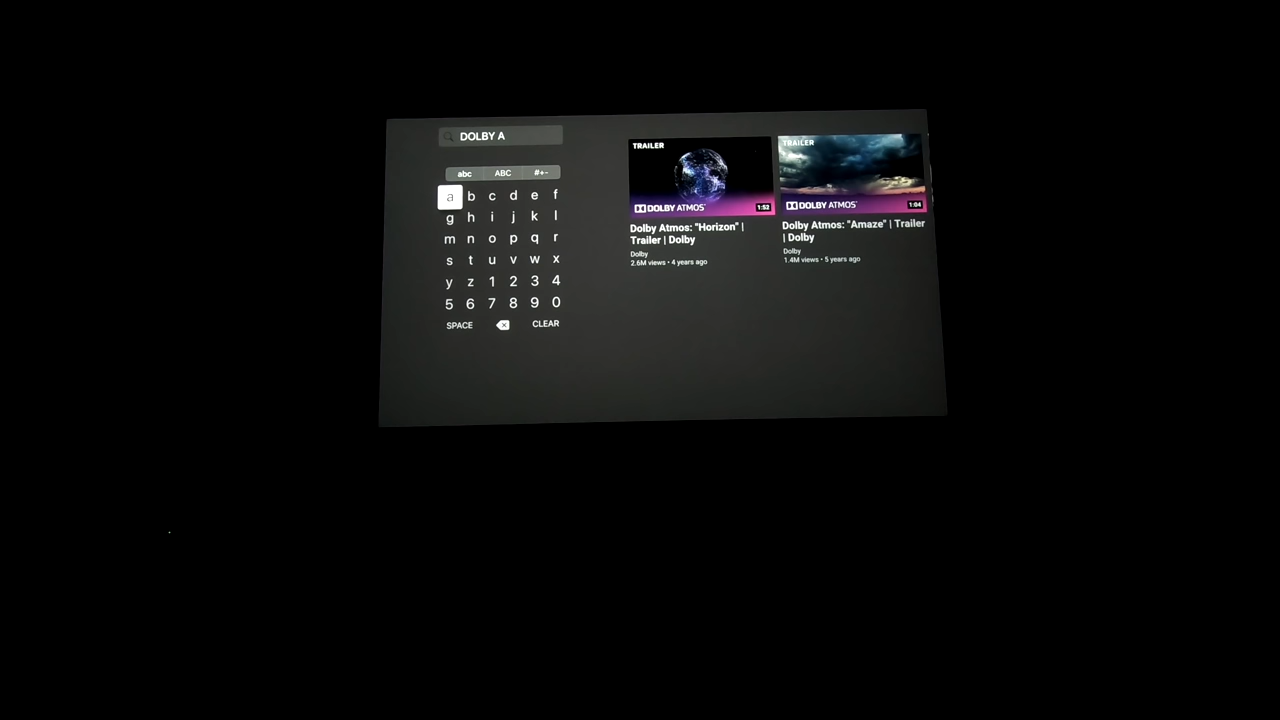 DOLBY A
abc ABC #+-
a b c d e f
g h i j k l
m n o p q r
s t u v w x
y z 1 2 3 4
5 6 7 8 9 0
SPACE CLEAR
TRAILER
DOLBY ATMOS
1:52
Dolby Atmos: "Horizon" |
Trailer | Dolby
Dolby
2.6M views • 4 years ago
TRAILER
DOLBY ATMOS
1:04
Dolby Atmos: "Amaze" | Trailer
| Dolby
Dolby
1.4M views • 5 years ago